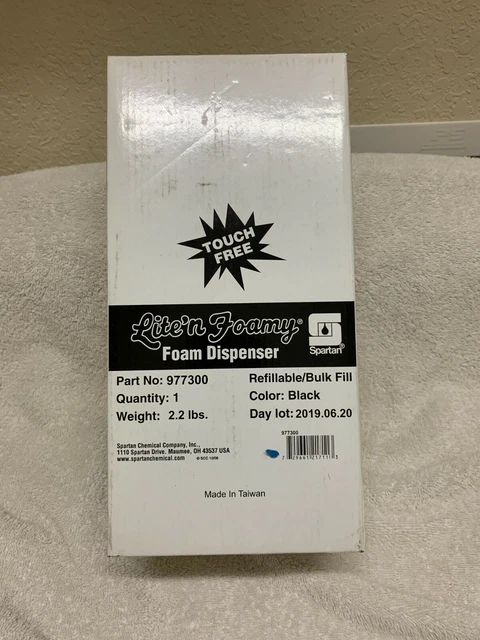 TOUCH
FREE
Lite'n Foamy®
Foam Dispenser
Spartan®
Part No: 977300
Quantity: 1
Weight: 2.2 lbs.
Refillable/Bulk Fill
Color: Black
Day lot: 2019.06.20
Spartan Chemical Company, Inc.,
1110 Spartan Drive. Maumee, OH 43537 USA
www.spartanchemical.com
977300
Made In Taiwan